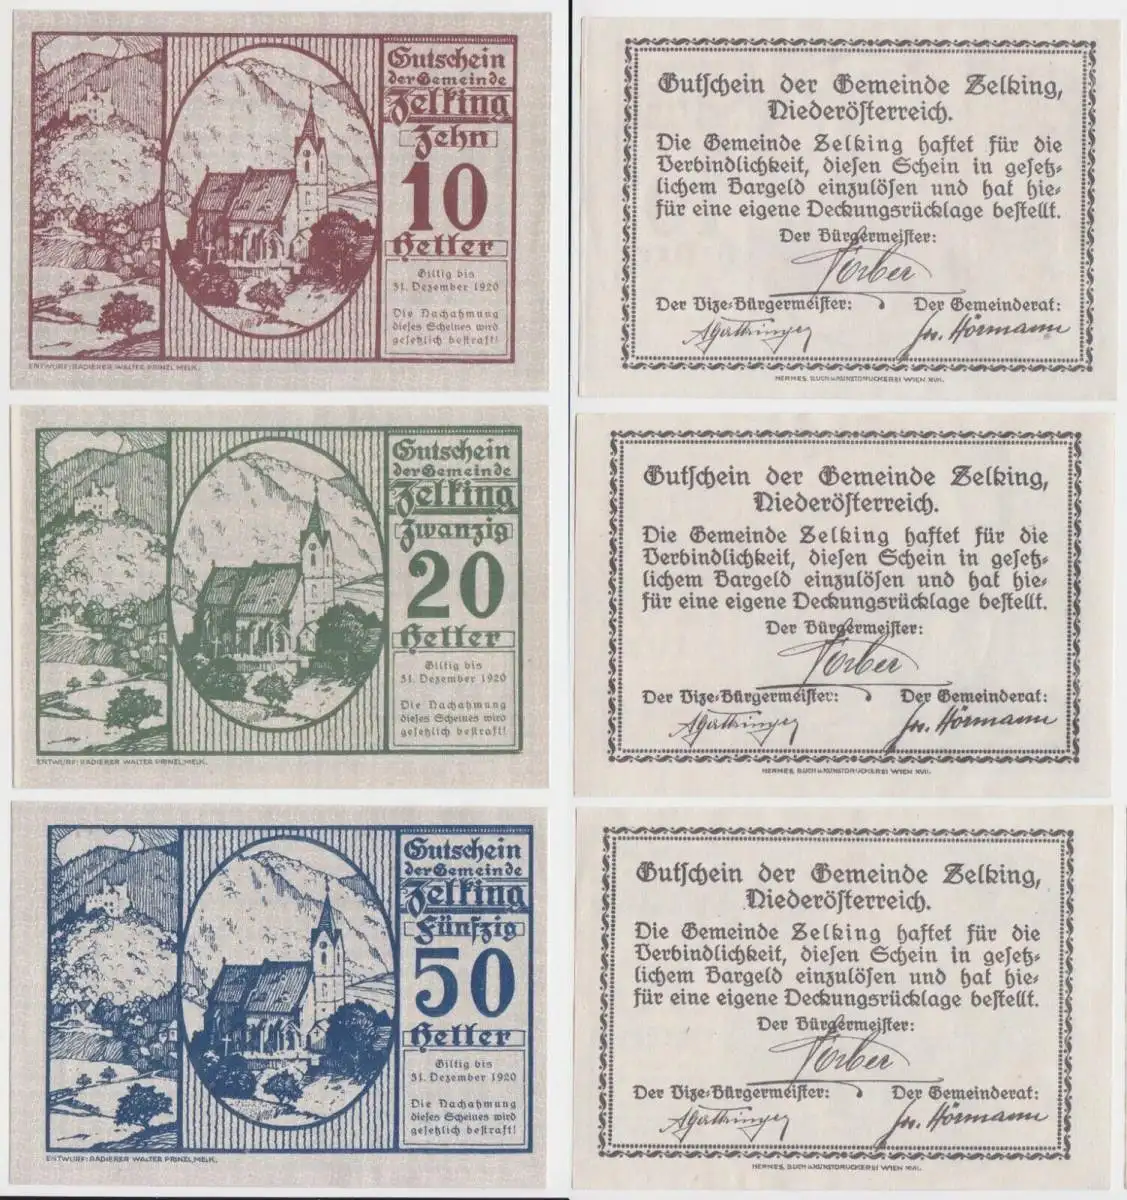 Gutschein
der Gemeinde
Zelking
Zehn
10
Heller
Giltig bis
31. Dezember 1920
Die Nachahmung
dieses Scheines wird
gesetzlich bestraft!
ENTWURF: RADIERER WALTER PRINZL, MELK.
Gutschein der Gemeinde Zelking,
Niederösterreich.
Die Gemeinde Zelking haftet für die
Verbindlichkeit, diesen Schein in gesetz-
lichem Bargeld einzulösen und hat hie-
für eine eigene Deckungsrücklage bestellt.
Der Bürgermeister:
Der Vize-Bürgermeister: Der Gemeinderat:
Hörmann
HERMES, BUCH u. KUNSTDRUCKEREI WIEN XVII.
Gutschein
der Gemeinde
Zelking
Zwanzig
20
Heller
Giltig bis
31. Dezember 1920
Die Nachahmung
dieses Scheines wird
gesetzlich bestraft!
ENTWURF: RADIERER WALTER PRINZL, MELK.
Gutschein der Gemeinde Zelking,
Niederösterreich.
Die Gemeinde Zelking haftet für die
Verbindlichkeit, diesen Schein in gesetz-
lichem Bargeld einzulösen und hat hie-
für eine eigene Deckungsrücklage bestellt.
Der Bürgermeister:
Der Vize-Bürgermeister: Der Gemeinderat:
Hörmann
HERMES, BUCH u. KUNSTDRUCKEREI WIEN XVII.
Gutschein
der Gemeinde
Zelking
Fünfzig
50
Heller
Giltig bis
31. Dezember 1920
Die Nachahmung
dieses Scheines wird
gesetzlich bestraft!
ENTWURF: RADIERER WALTER PRINZL, MELK.
Gutschein der Gemeinde Zelking,
Niederösterreich.
Die Gemeinde Zelking haftet für die
Verbindlichkeit, diesen Schein in gesetz-
lichem Bargeld einzulösen und hat hie-
für eine eigene Deckungsrücklage bestellt.
Der Bürgermeister:
Der Vize-Bürgermeister: Der Gemeinderat:
Hörmann
HERMES, BUCH u. KUNSTDRUCKEREI WIEN XVII.